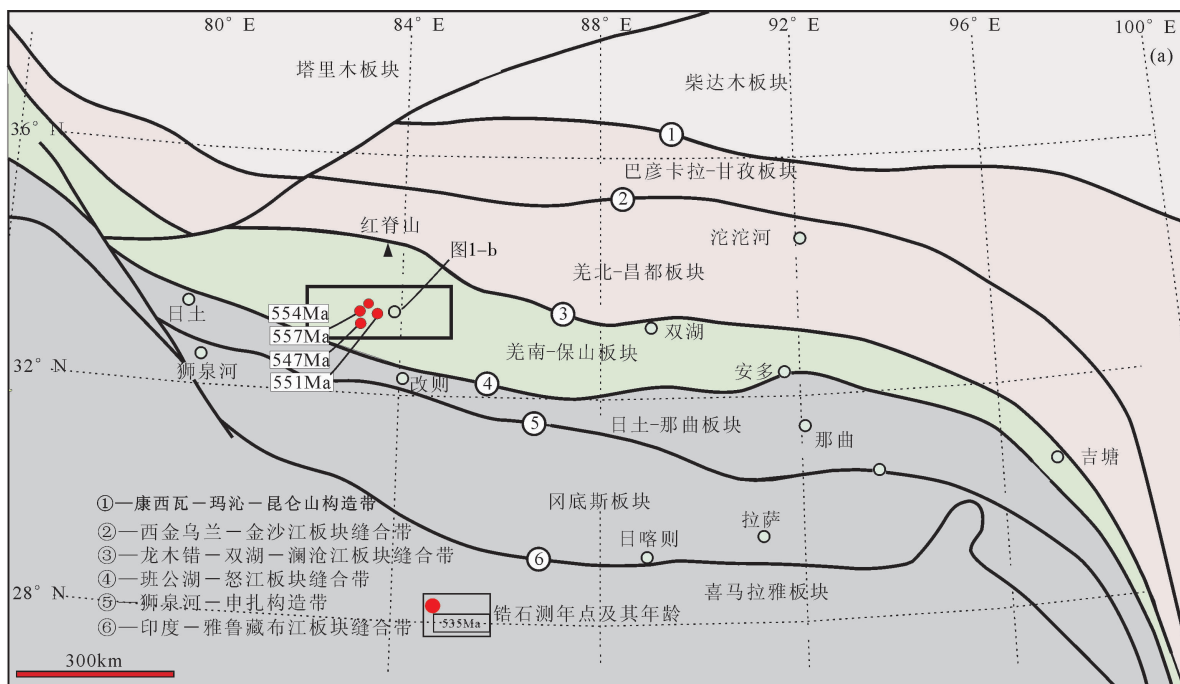 80° E
84° E
88° E
92° E
96° E
100° E
(a)
塔里木板块
柴达木板块
36° N
①
巴彦卡拉-甘孜板块
②
红脊山
沱沱河
图1-b
羌北-昌都板块
554Ma
日土
③
双湖
557Ma
羌南-保山板块
547Ma
狮泉河
32° N
551Ma
改则
④
安多
⑤
日土-那曲板块
那曲
吉塘
冈底斯板块
①—康西瓦－玛沁－昆仑山构造带
拉萨
②—西金乌兰－金沙江板块缝合带
日喀则
③—龙木错－双湖－澜沧江板块缝合带
⑥
④—班公湖－怒江板块缝合带
喜马拉雅板块
28° N
⑤—狮泉河－申扎构造带
锆石测年点及其年龄
535Ma
⑥—印度－雅鲁藏布江板块缝合带
300km